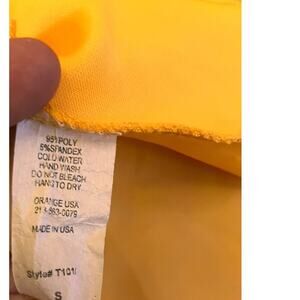 95%POLY
5%SPANDEX
COLD WATER
HAND WASH
DO NOT BLEACH
HANG TO DRY
ORANGE USA
213-863-0079
MADE IN USA
Style# T101/
S